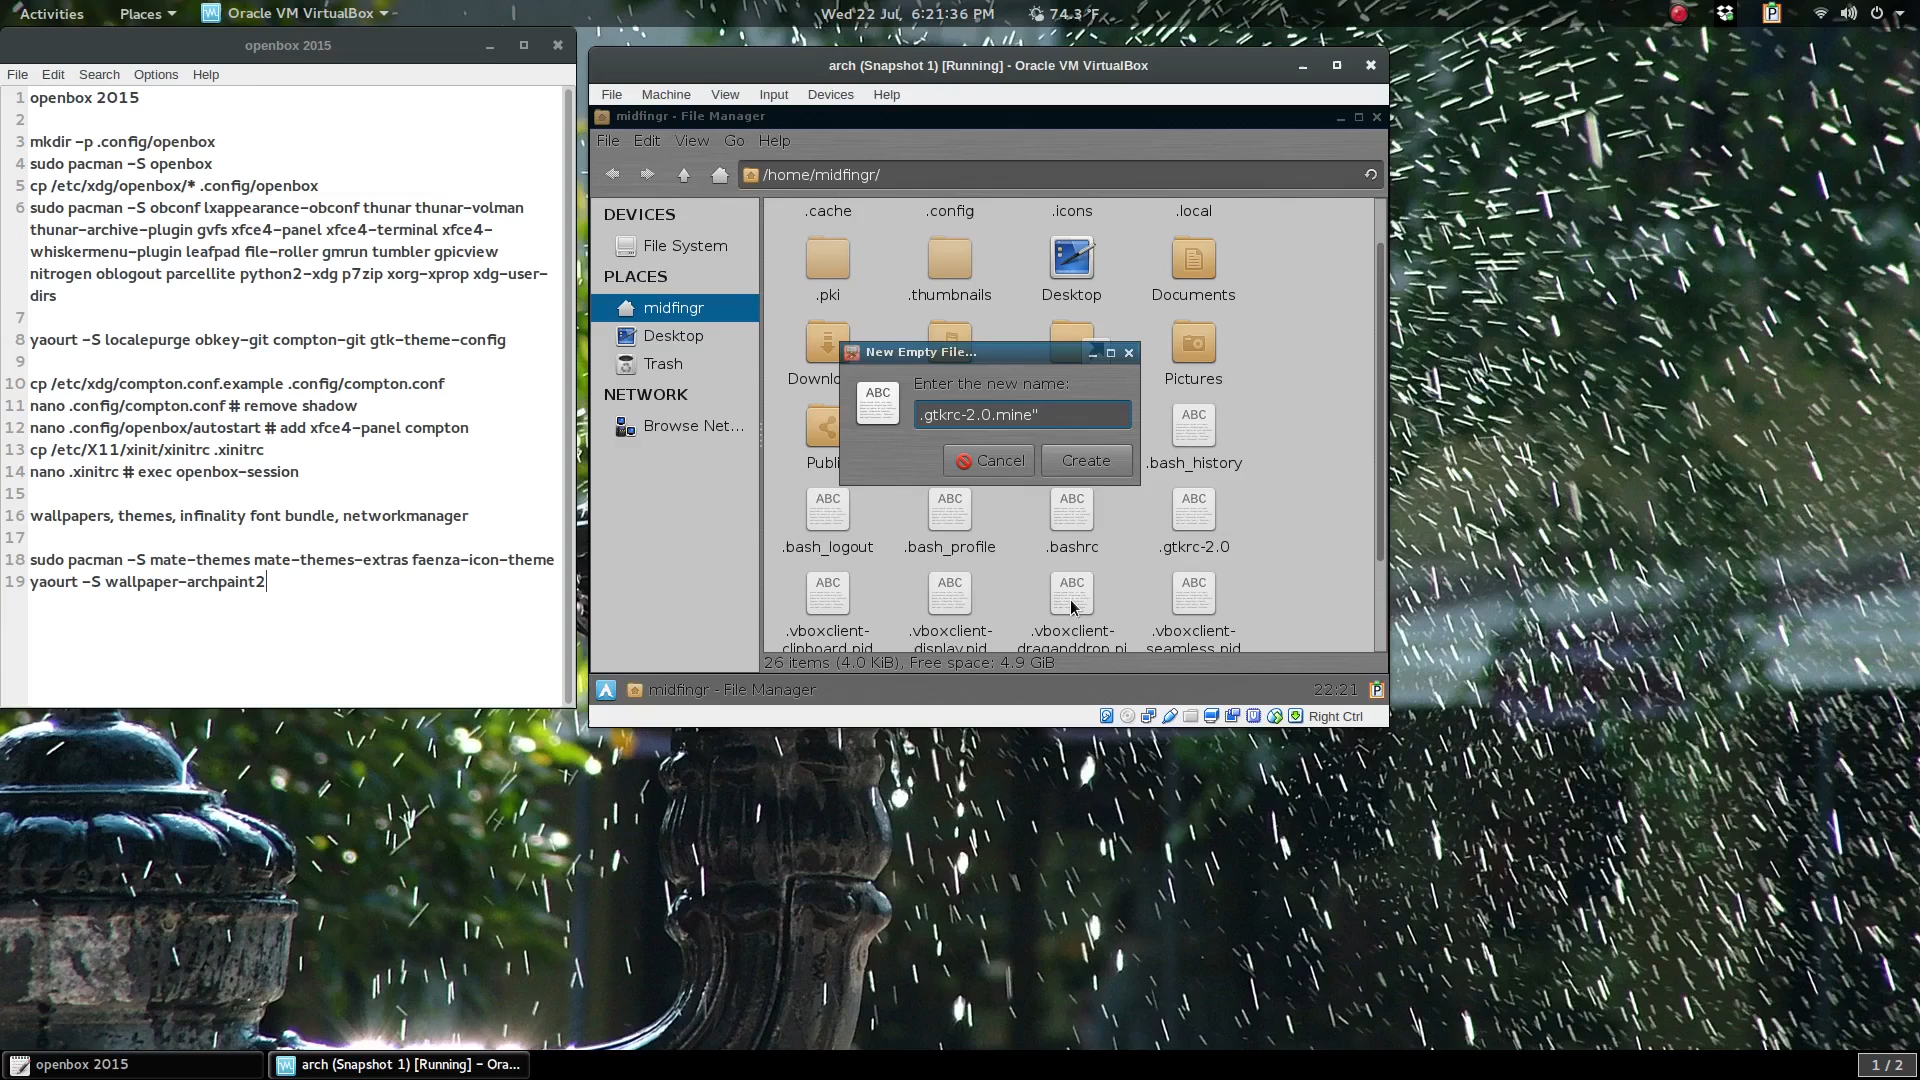 Activities
Places
Oracle VM VirtualBox
Wed 22 Jul, 6:21:36 PM
74.3 °F
openbox 2015
File Edit Search Options Help
1 openbox 2015
2
3 mkdir -p .config/openbox
4 sudo pacman -S openbox
5 cp /etc/xdg/openbox/* .config/openbox
6 sudo pacman -S obconf lxappearance-obconf thunar thunar-volman
thunar-archive-plugin gvfs xfce4-panel xfce4-terminal xfce4-
whiskermenu-plugin leafpad file-roller gmrun tumbler gpicview
nitrogen oblogout parcellite python2-xdg p7zip xorg-xprop xdg-user-
dirs
7
8 yaourt -S localepurge obkey-git compton-git gtk-theme-config
9
10 cp /etc/xdg/compton.conf.example .config/compton.conf
11 nano .config/compton.conf # remove shadow
12 nano .config/openbox/autostart # add xfce4-panel compton
13 cp /etc/X11/xinit/xinitrc .xinitrc
14 nano .xinitrc # exec openbox-session
15
16 wallpapers, themes, infinality font bundle, networkmanager
17
18 sudo pacman -S mate-themes mate-themes-extras faenza-icon-theme
19 yaourt -S wallpaper-archpaint2
arch (Snapshot 1) [Running] - Oracle VM VirtualBox
File Machine View Input Devices Help
midfingr - File Manager
File Edit View Go Help
/home/midfingr/
DEVICES
File System
PLACES
midfingr
Desktop
Trash
NETWORK
Browse Net...
.cache .config .icons .local
.pki .thumbnails Desktop Documents
Downlo
Pictures
New Empty File...
ABC
Enter the new name:
.gtkrc-2.0.mine"
Cancel
Create
Publi
ABC
.bash_history
ABC ABC ABC ABC
.bash_logout .bash_profile .bashrc .gtkrc-2.0
ABC ABC ABC ABC
.vboxclient- .vboxclient- .vboxclient- .vboxclient-
clipboard.pid display.pid draganddrop.pi seamless.pid
26 items (4.0 KiB), Free space: 4.9 GiB
midfingr - File Manager
22:21
P
Right Ctrl
P
openbox 2015
arch (Snapshot 1) [Running] - Ora...
1 / 2